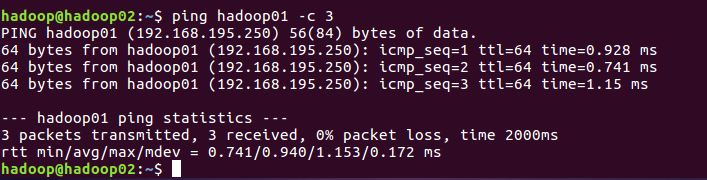 hadoop@hadoop02:~$ ping hadoop01 -c 3
PING hadoop01 (192.168.195.250) 56(84) bytes of data.
64 bytes from hadoop01 (192.168.195.250): icmp_seq=1 ttl=64 time=0.928 ms
64 bytes from hadoop01 (192.168.195.250): icmp_seq=2 ttl=64 time=0.741 ms
64 bytes from hadoop01 (192.168.195.250): icmp_seq=3 ttl=64 time=1.15 ms
--- hadoop01 ping statistics ---
3 packets transmitted, 3 received, 0% packet loss, time 2000ms
rtt min/avg/max/mdev = 0.741/0.940/1.153/0.172 ms
hadoop@hadoop02:~$